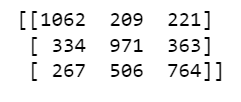 [[1062 209 221]
[ 334 971 363]
[ 267 506 764]]